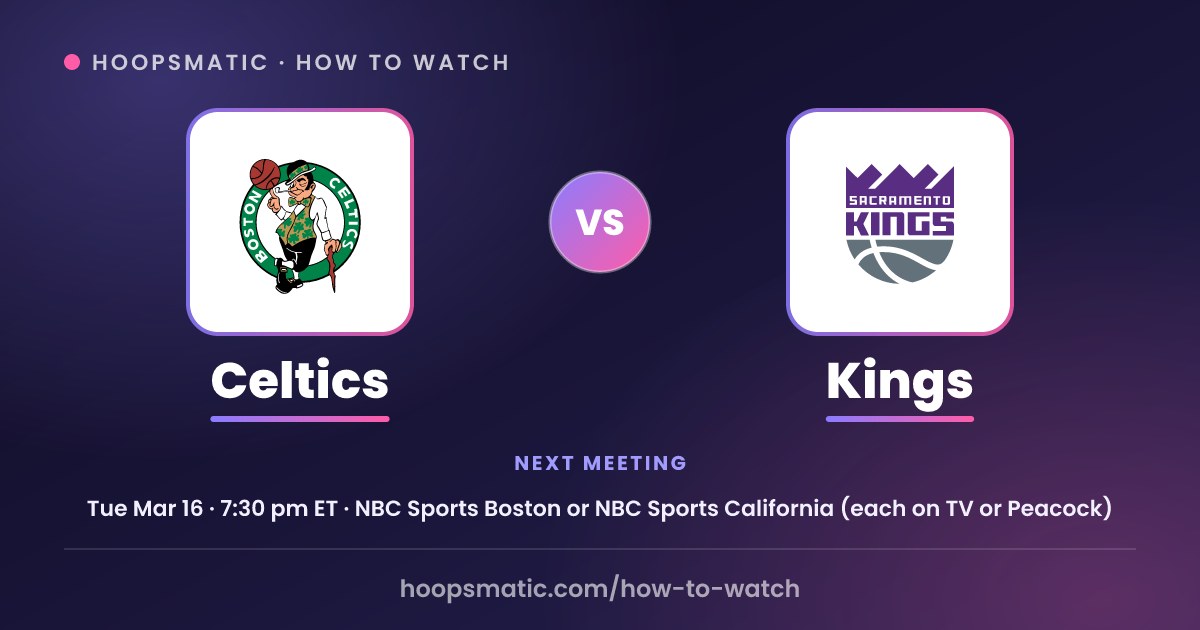 HOOPSMATIC · HOW TO WATCH
BOSTON CELTICS
VS
SACRAMENTO
KINGS
Celtics
Kings
NEXT MEETING
Tue Mar 16 · 7:30 pm ET · NBC Sports Boston or NBC Sports California (each on TV or Peacock)
hoopsmatic.com/how-to-watch